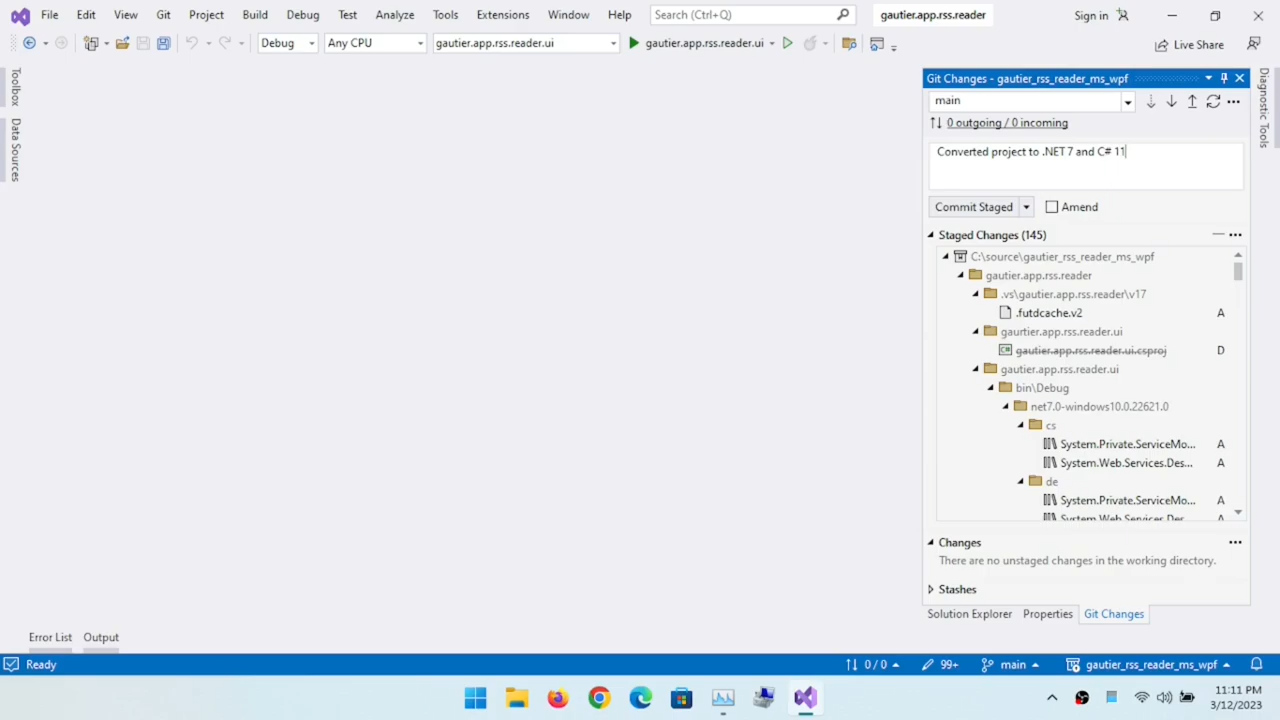 File Edit View Git Project Build Debug Test Analyze Tools Extensions Window Help Search (Ctrl+Q) gautier.app.rss.reader Sign in
Debug Any CPU gautier.app.rss.reader.ui gautier.app.rss.reader.ui Live Share
Toolbox
Data Sources
Git Changes - gautier_rss_reader_ms_wpf
Diagnostic Tools
main
0 outgoing / 0 incoming
Converted project to .NET 7 and C# 11
Commit Staged Amend
Staged Changes (145)
C:\source\gautier_rss_reader_ms_wpf
gautier.app.rss.reader
.vs\gautier.app.rss.reader\v17
.futdcache.v2 A
gaurtier.app.rss.reader.ui
gautier.app.rss.reader.ui.csproj D
gautier.app.rss.reader.ui
bin\Debug
net7.0-windows10.0.22621.0
cs
System.Private.ServiceMo... A
System.Web.Services.Des... A
de
System.Private.ServiceMo... A
System.Web.Services.Des... A
Changes
There are no unstaged changes in the working directory.
Stashes
Solution Explorer Properties Git Changes
Error List Output
Ready 0 / 0 99+ main gautier_rss_reader_ms_wpf
11:11 PM
3/12/2023